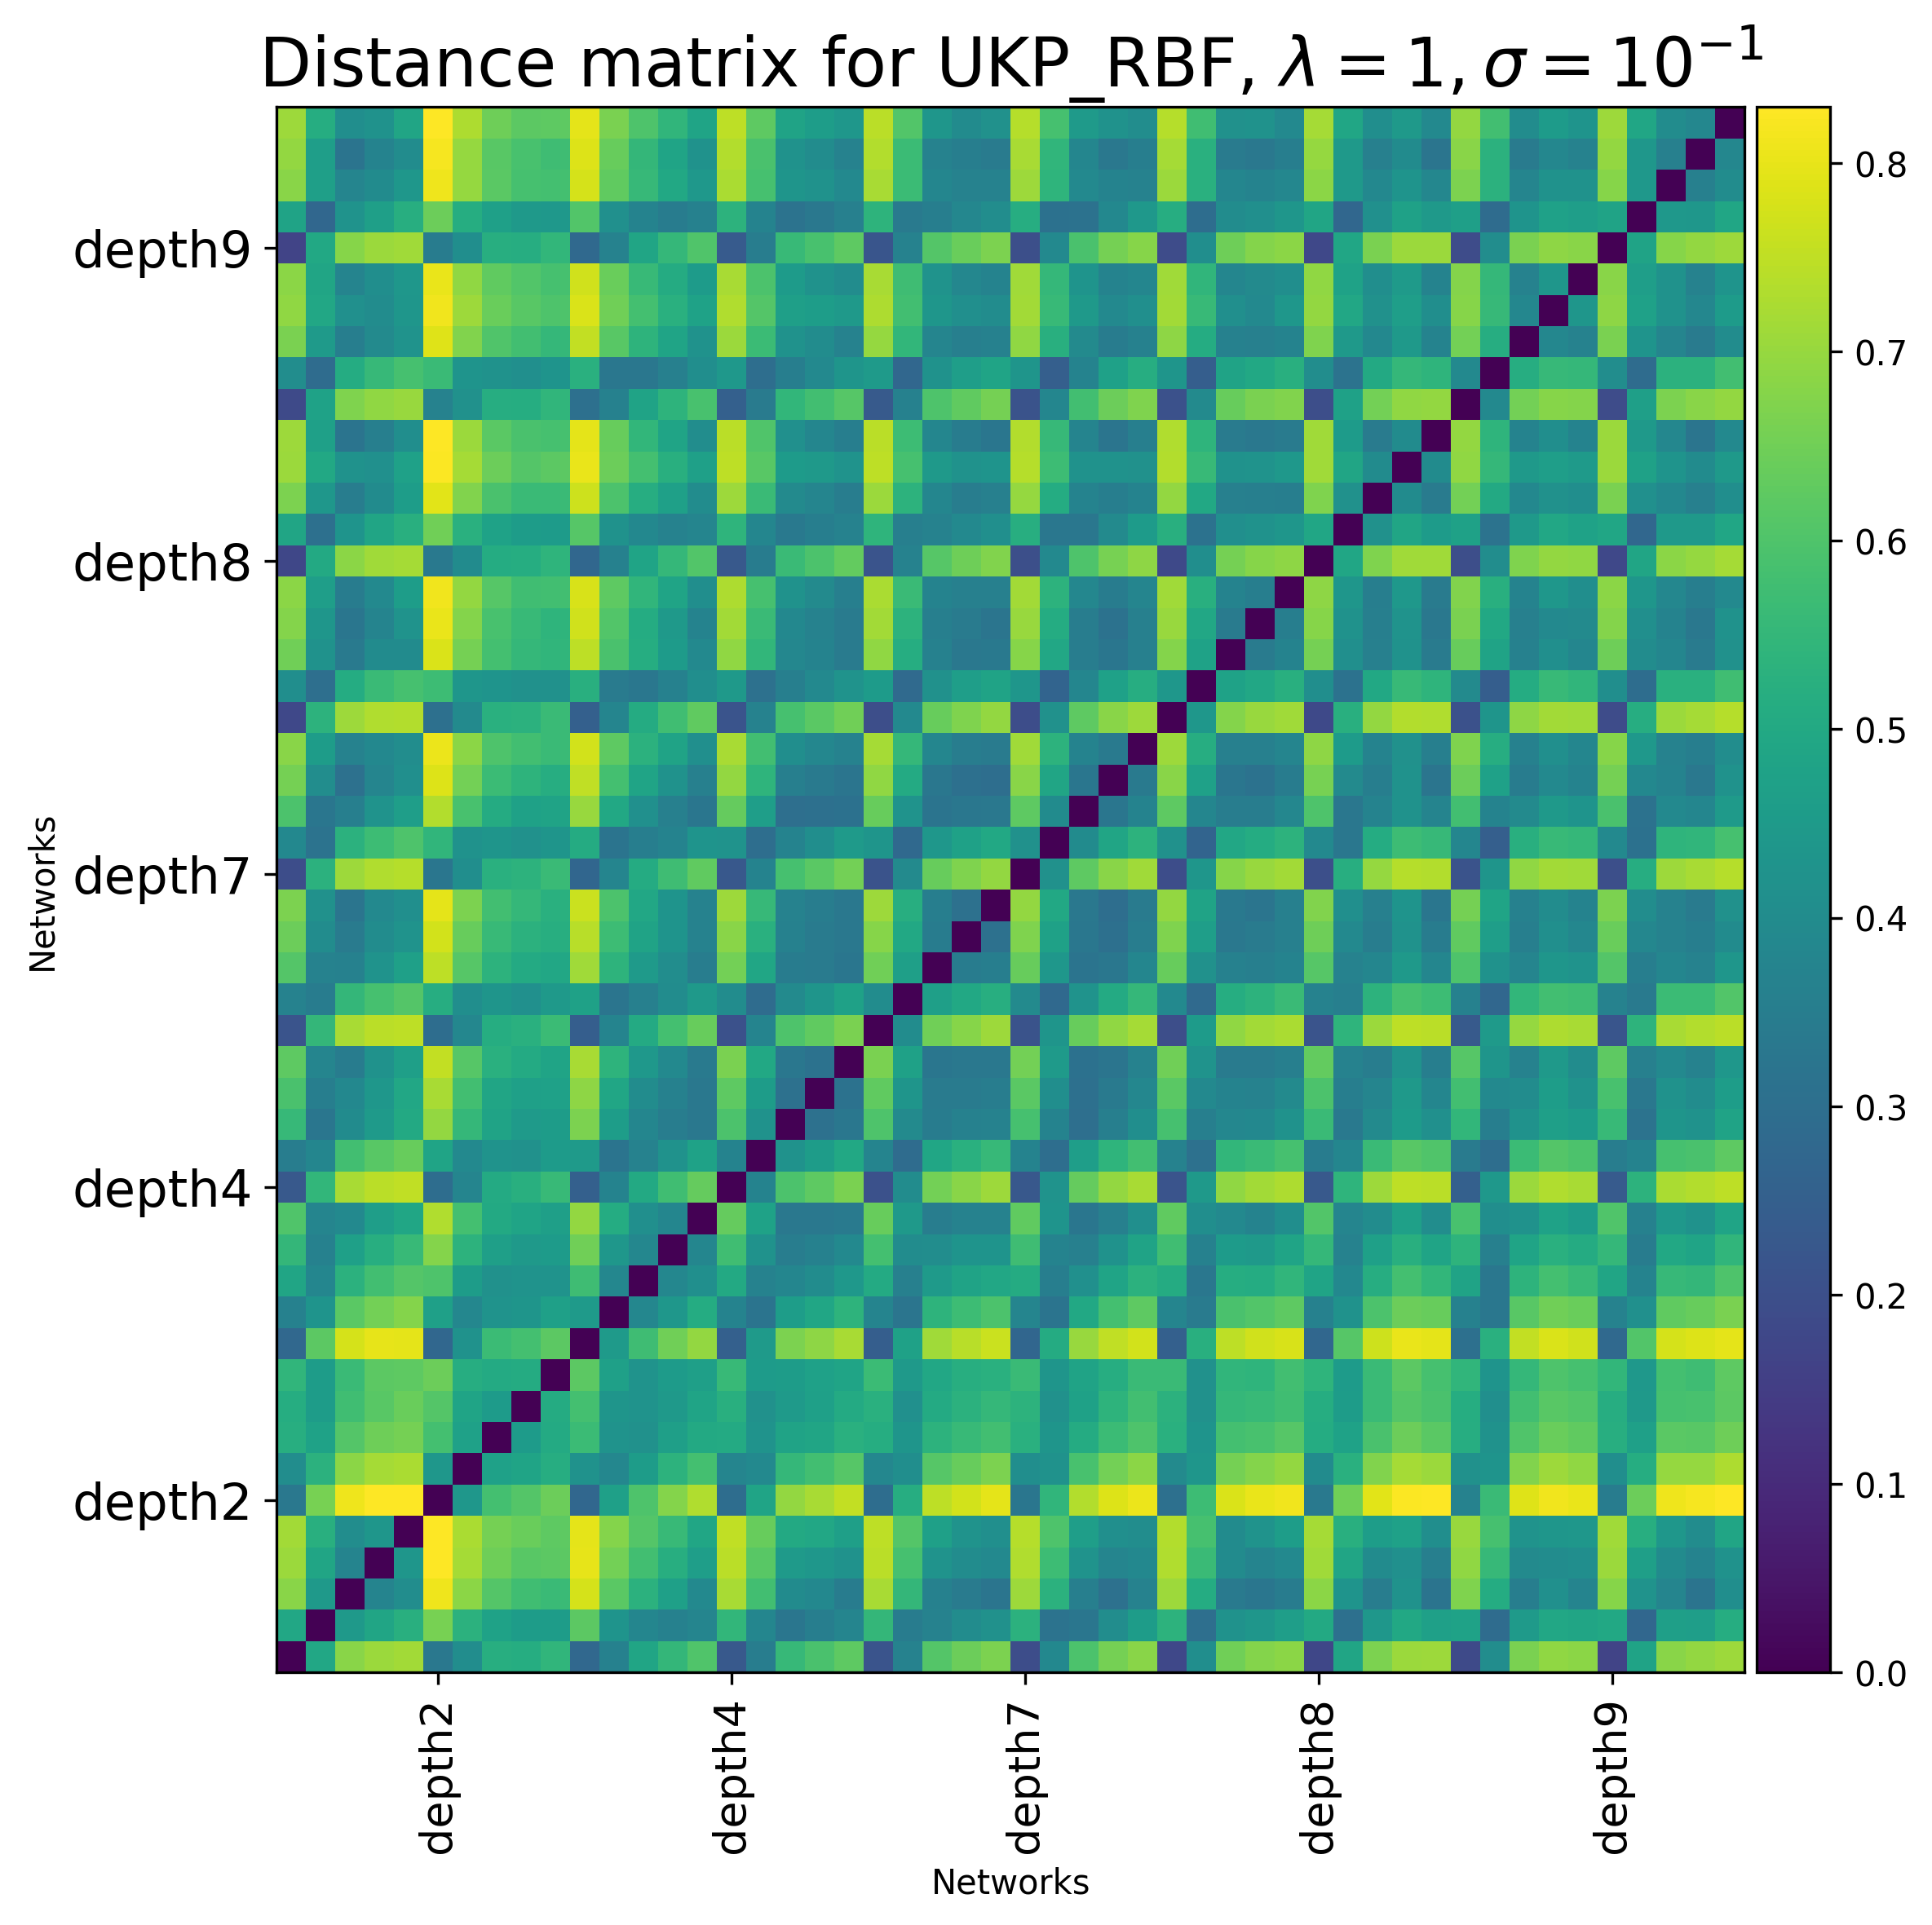 Distance matrix for UKP_RBF, λ = 1, σ = 10⁻¹
Networks
depth9
depth8
depth7
depth4
depth2
0.8
0.7
0.6
0.5
0.4
0.3
0.2
0.1
0.0
depth2
depth4
depth7
depth8
depth9
Networks